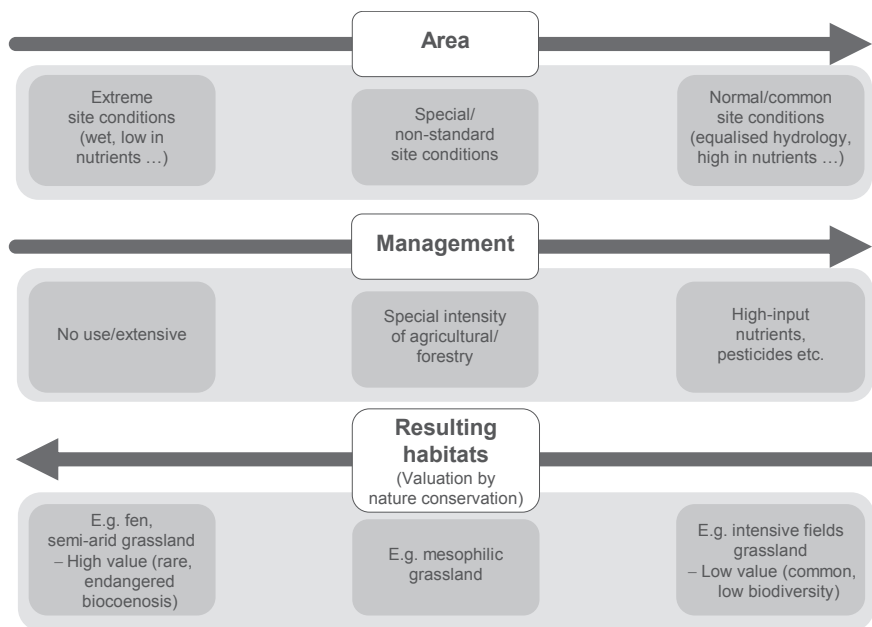 Area
Extreme
site conditions
(wet, low in
nutrients …)
Special/
non-standard
site conditions
Normal/common
site conditions
(equalised hydrology,
high in nutrients …)
Management
No use/extensive
Special intensity
of agricultural/
forestry
High-input
nutrients,
pesticides etc.
Resulting
habitats
(Valuation by
nature conservation)
E.g. fen,
semi-arid grassland
– High value (rare,
endangered
biocoenosis)
E.g. mesophilic
grassland
E.g. intensive fields
grassland
– Low value (common,
low biodiversity)